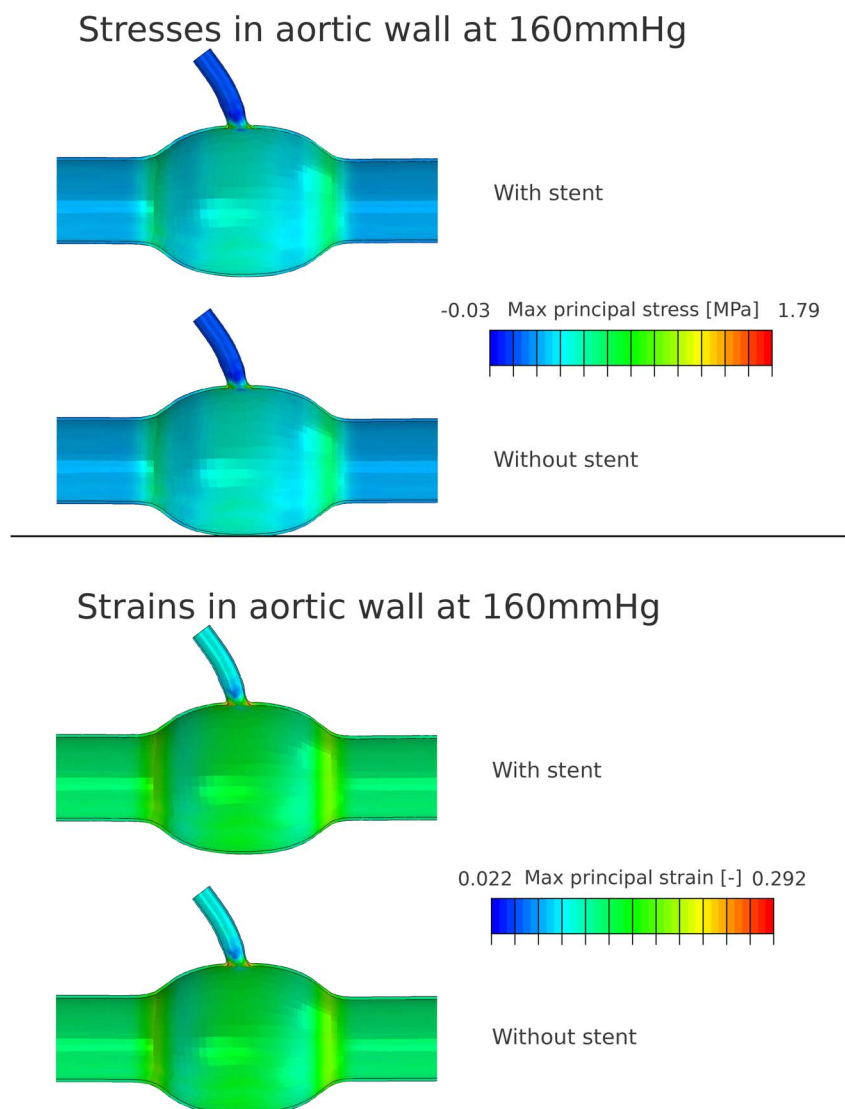 Stresses in aortic wall at 160mmHg
With stent
-0.03 Max principal stress [MPa] 1.79
Without stent
Strains in aortic wall at 160mmHg
With stent
0.022 Max principal strain [-] 0.292
Without stent